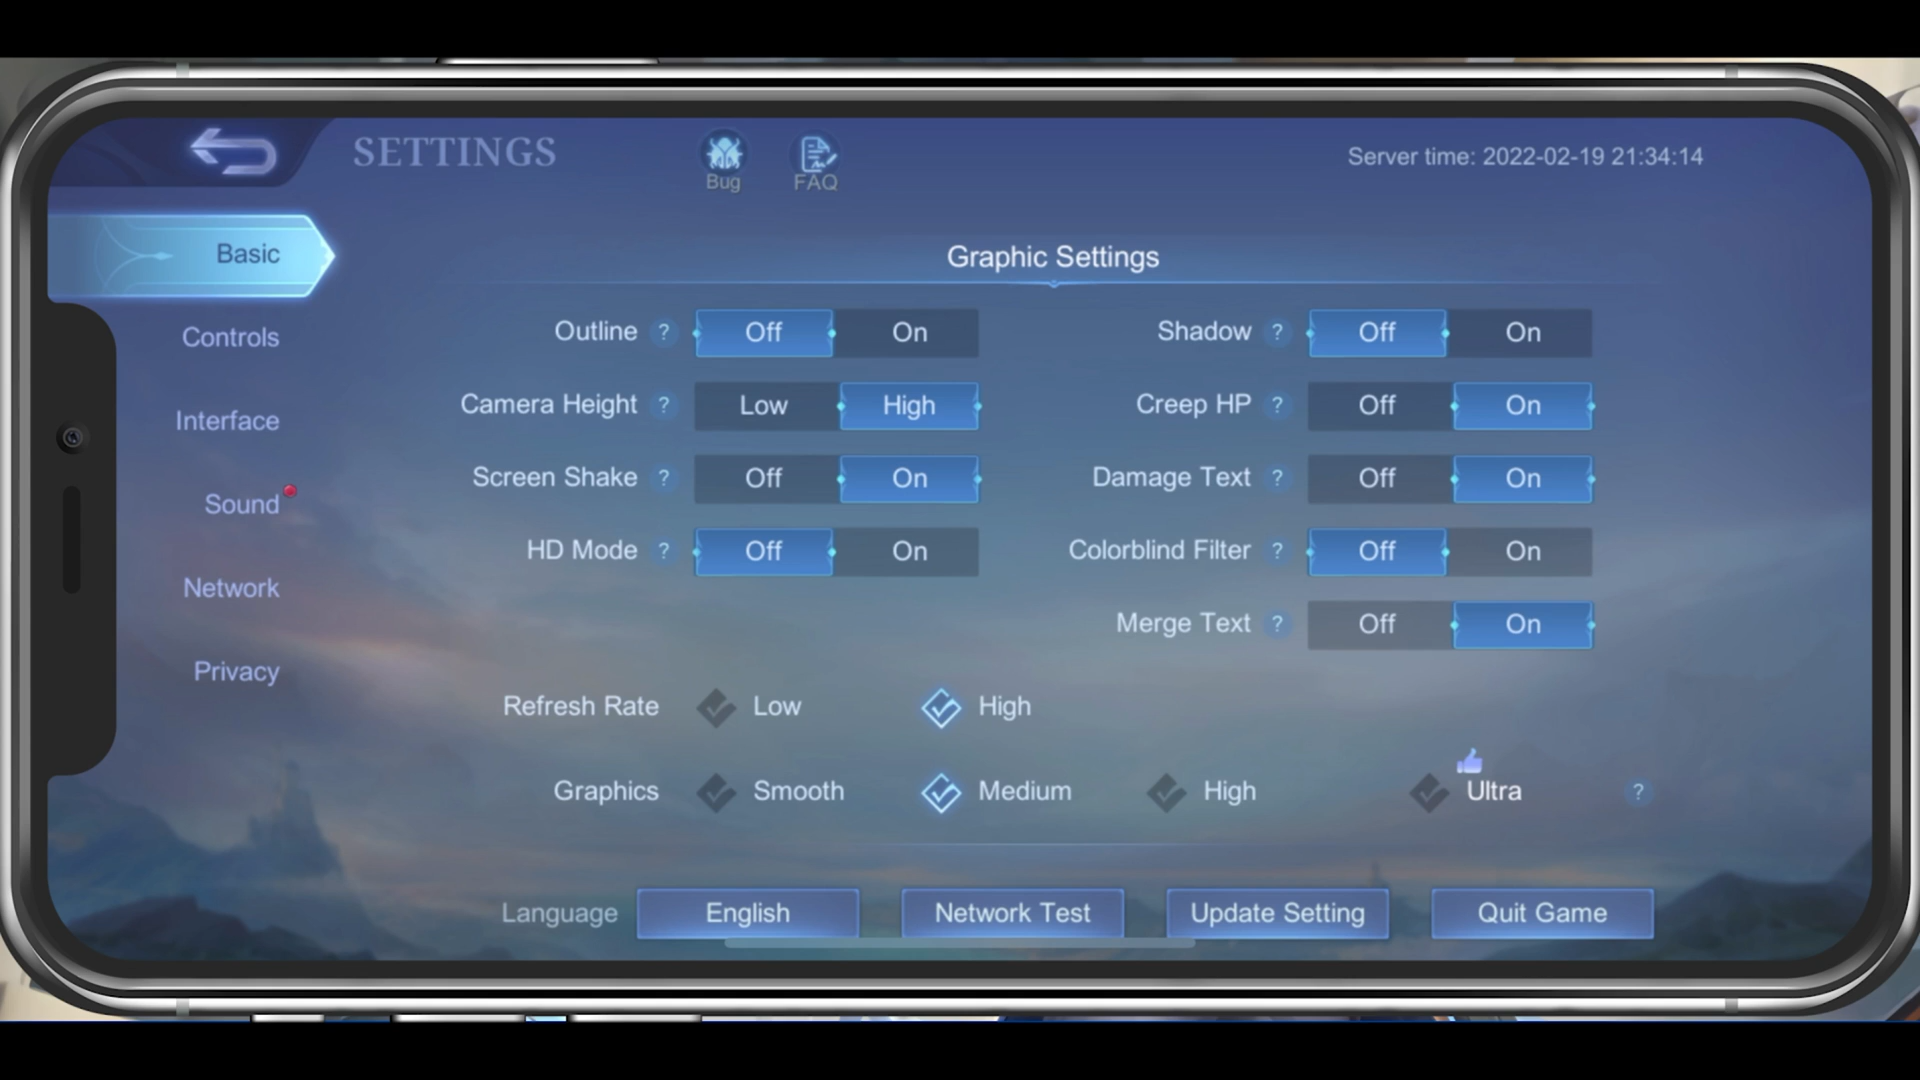 SETTINGS
Bug
FAQ
Server time: 2022-02-19 21:34:14
Basic
Controls
Interface
Sound
Network
Privacy
Graphic Settings
Outline ? Off On
Shadow ? Off On
Camera Height ? Low High
Creep HP ? Off On
Screen Shake ? Off On
Damage Text ? Off On
HD Mode ? Off On
Colorblind Filter ? Off On
Merge Text ? Off On
Refresh Rate Low High
Graphics Smooth Medium High Ultra ?
Language English Network Test Update Setting Quit Game